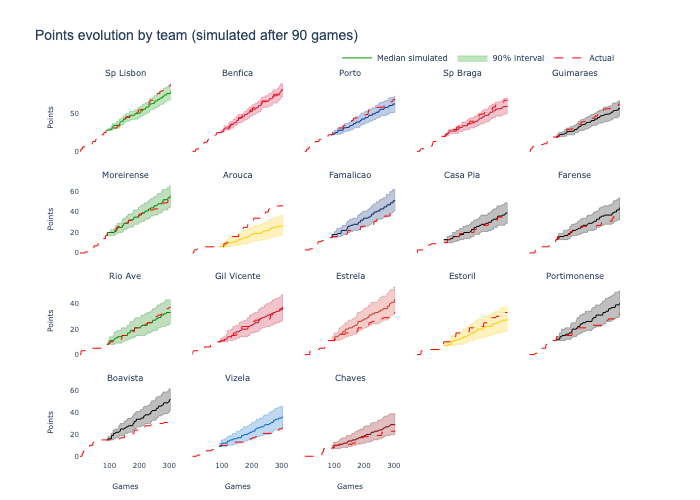 Points evolution by team (simulated after 90 games)
Median simulated 90% interval Actual
Sp Lisbon Benfica Porto Sp Braga Guimaraes
50
0
Points
Moreirense Arouca Famalicao Casa Pia Farense
60
40
20
0
Points
Rio Ave Gil Vicente Estrela Estoril Portimonense
40
20
0
Points
Boavista Vizela Chaves
60
40
20
0
Points
100 200 300 100 200 300 100 200 300
Games Games Games